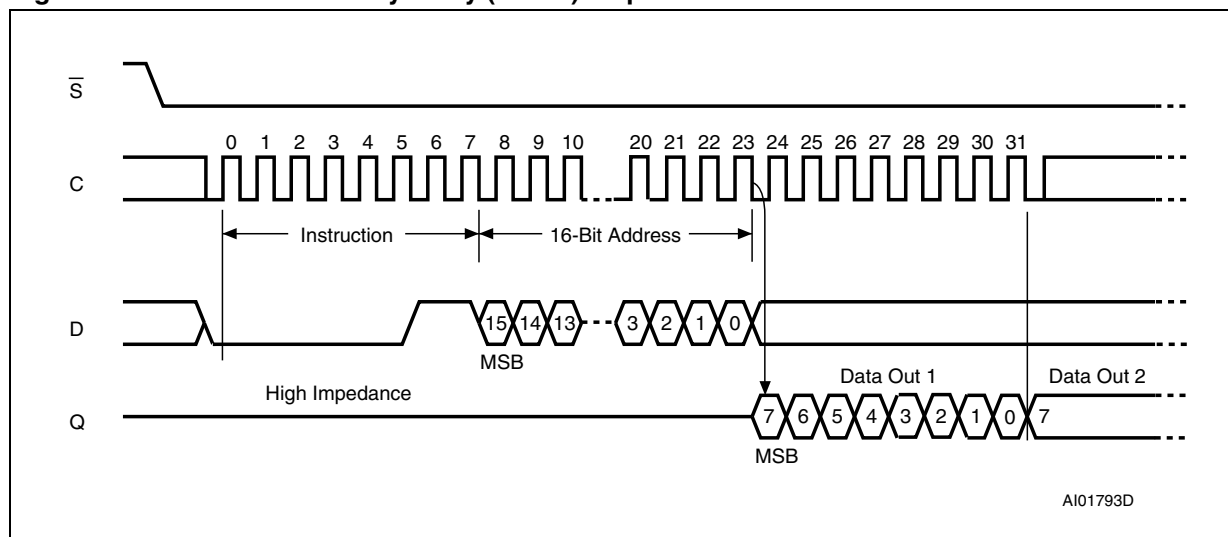 S
0 1 2 3 4 5 6 7 8 9 10 20 21 22 23 24 25 26 27 28 29 30 31
C
Instruction 16-Bit Address
D
15 14 13 3 2 1 0
MSB
High Impedance
Data Out 1 Data Out 2
Q
7 6 5 4 3 2 1 0 7
MSB
AI01793D